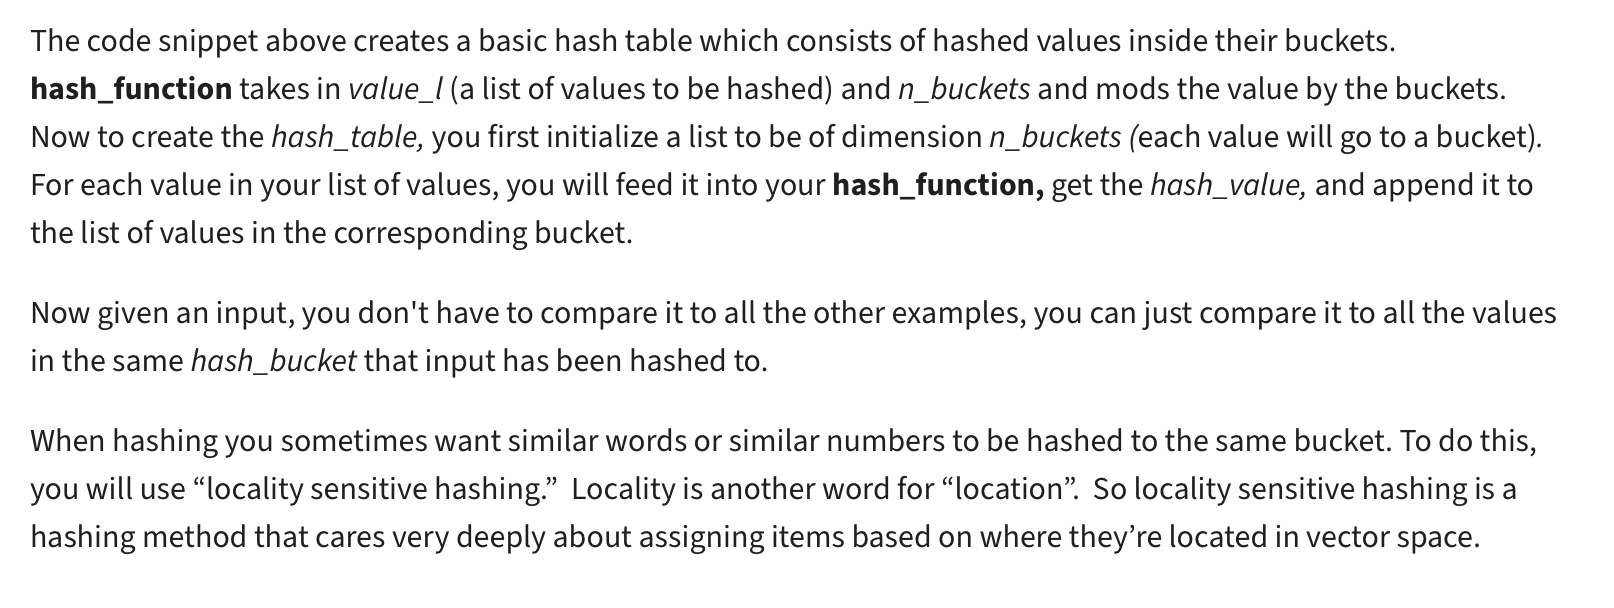 The code snippet above creates a basic hash table which consists of hashed values inside their buckets.
hash_function takes in value_l (a list of values to be hashed) and n_buckets and mods the value by the buckets.
Now to create the hash_table, you first initialize a list to be of dimension n_buckets (each value will go to a bucket).
For each value in your list of values, you will feed it into your hash_function, get the hash_value, and append it to
the list of values in the corresponding bucket.
Now given an input, you don't have to compare it to all the other examples, you can just compare it to all the values
in the same hash_bucket that input has been hashed to.
When hashing you sometimes want similar words or similar numbers to be hashed to the same bucket. To do this,
you will use “locality sensitive hashing.”  Locality is another word for “location”.  So locality sensitive hashing is a
hashing method that cares very deeply about assigning items based on where they’re located in vector space.